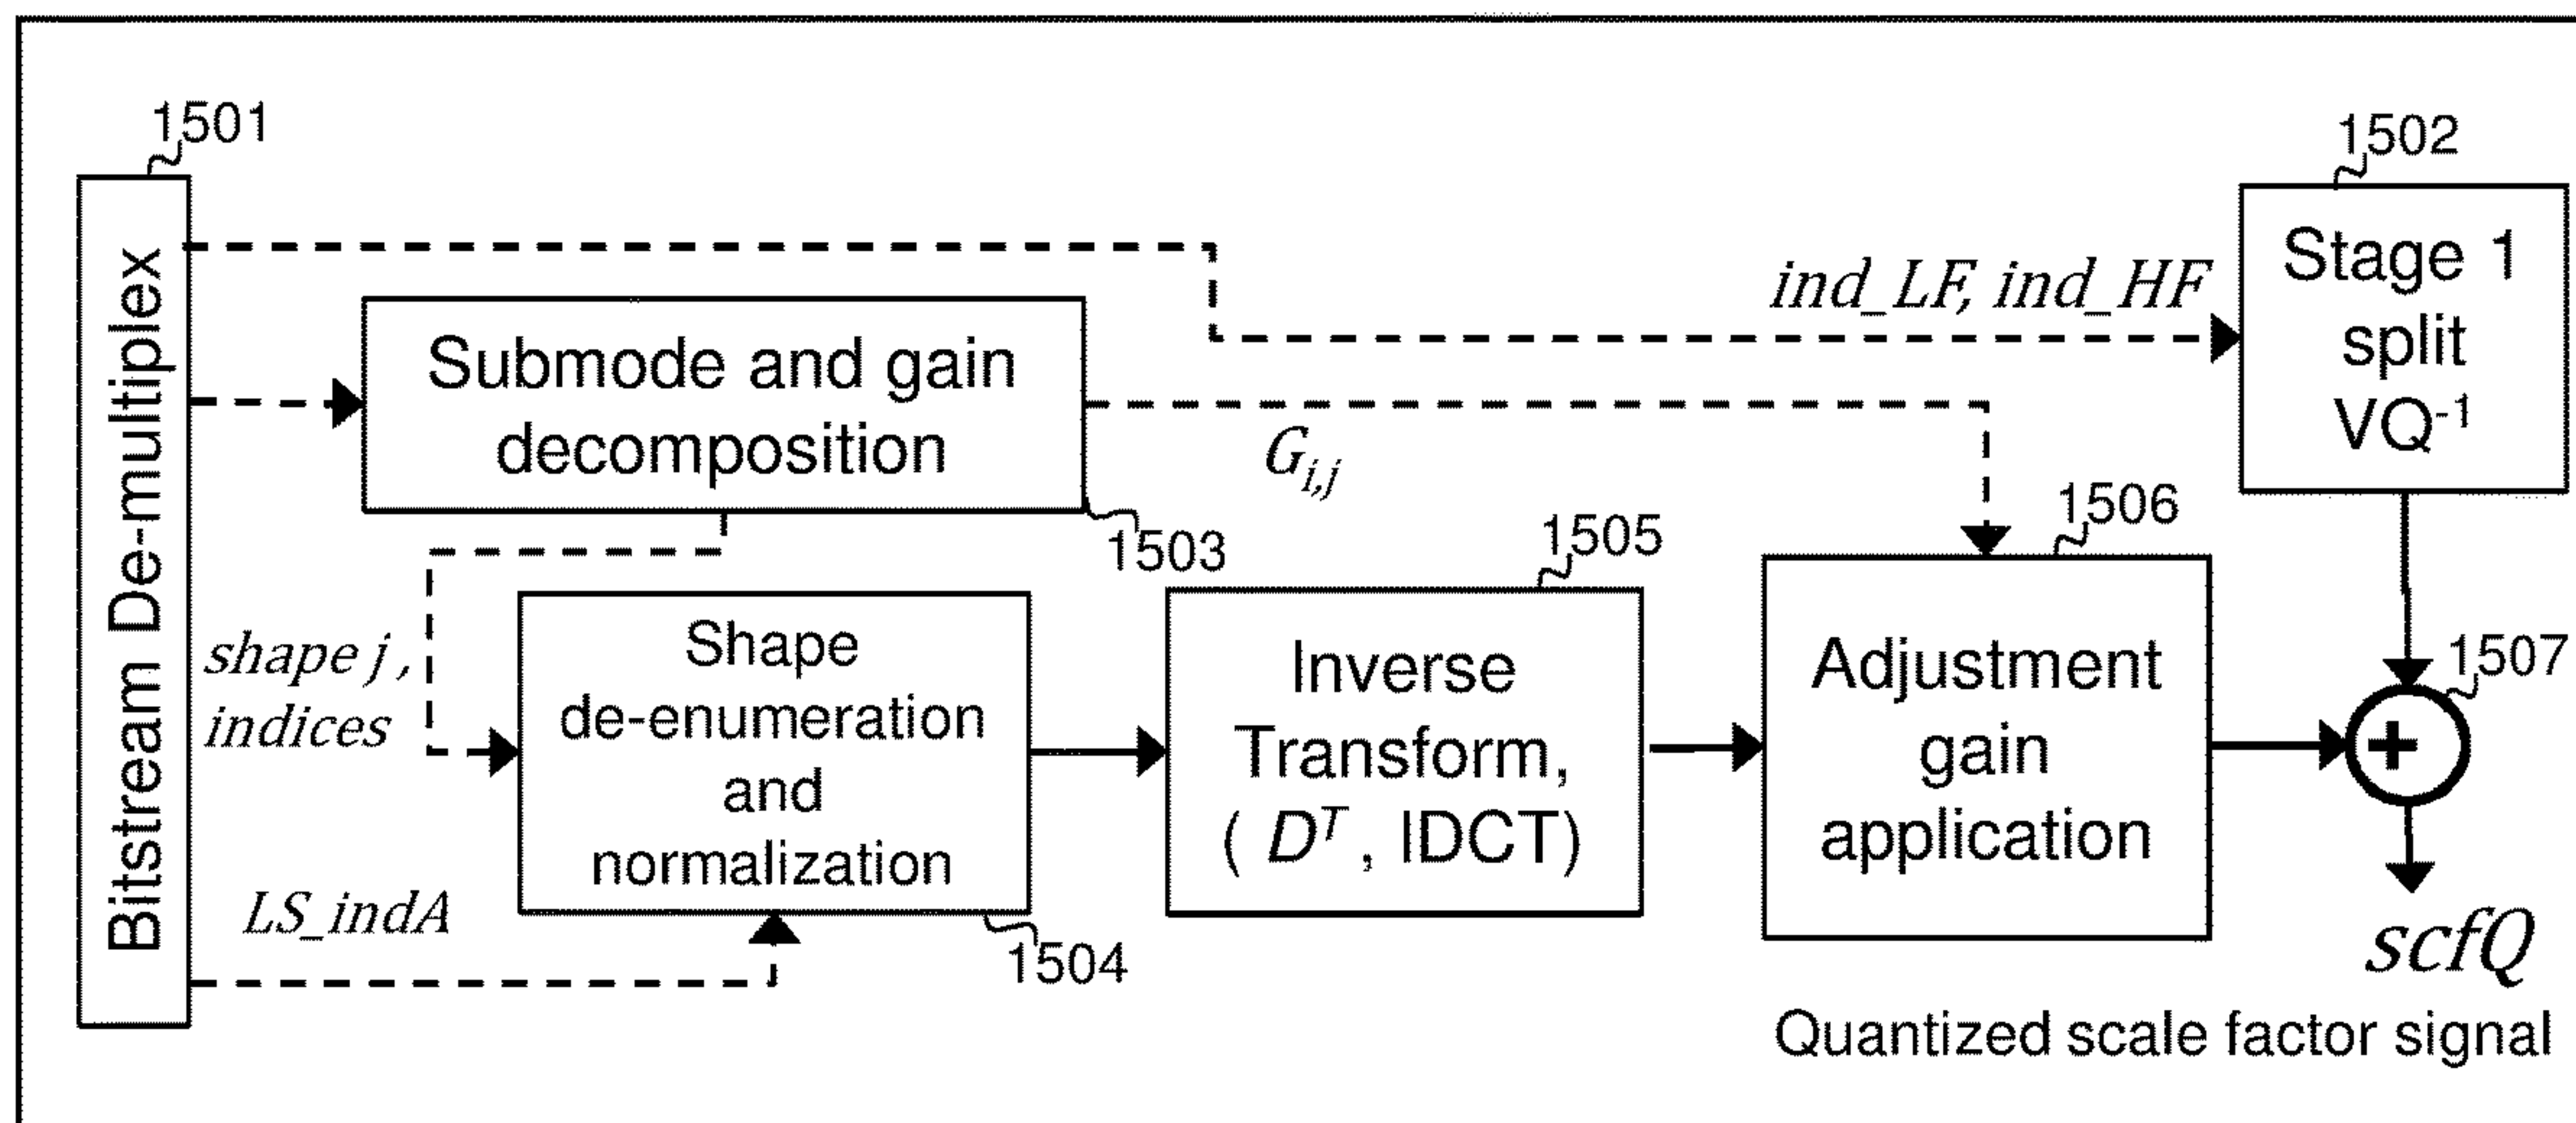 1501
1502
Bitstream De-multiplex
Stage 1
split
VQ⁻¹
ind_LF, ind_HF
Submode and gain
decomposition
G_{i,j}
1503
1505
1506
shape j ,
indices
Shape
de-enumeration
and
normalization
Inverse
Transform,
( Dᵀ , IDCT)
Adjustment
gain
application
1507
+
LS_indA
1504
scfQ
Quantized scale factor signal